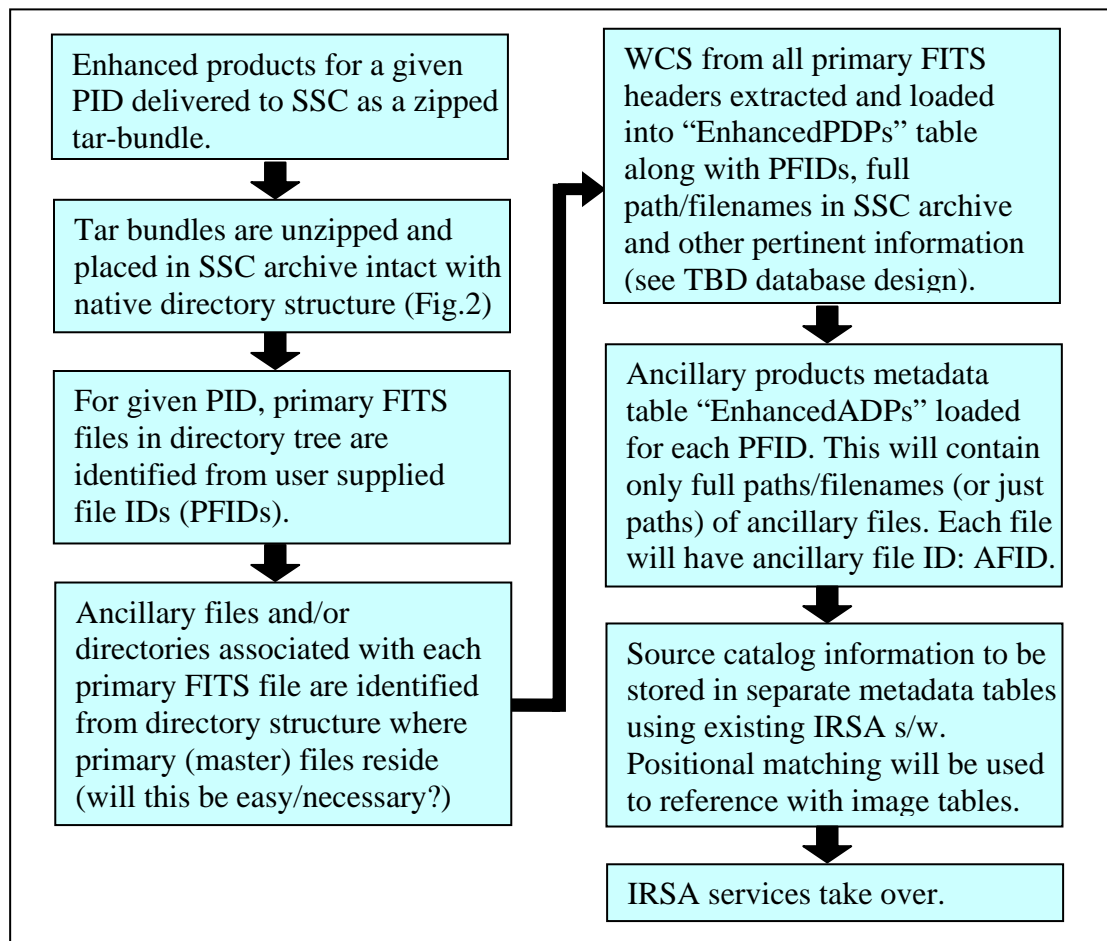 Enhanced products for a given
PID delivered to SSC as a zipped
tar-bundle.
Tar bundles are unzipped and
placed in SSC archive intact with
native directory structure (Fig.2)
For given PID, primary FITS
files in directory tree are
identified from user supplied
file IDs (PFIDs).
Ancillary files and/or
directories associated with each
primary FITS file are identified
from directory structure where
primary (master) files reside
(will this be easy/necessary?)
WCS from all primary FITS
headers extracted and loaded
into “EnhancedPDPs” table
along with PFIDs, full
path/filenames in SSC archive
and other pertinent information
(see TBD database design).
Ancillary products metadata
table “EnhancedADPs” loaded
for each PFID. This will contain
only full paths/filenames (or just
paths) of ancillary files. Each file
will have ancillary file ID: AFID.
Source catalog information to be
stored in separate metadata tables
using existing IRSA s/w.
Positional matching will be used
to reference with image tables.
IRSA services take over.